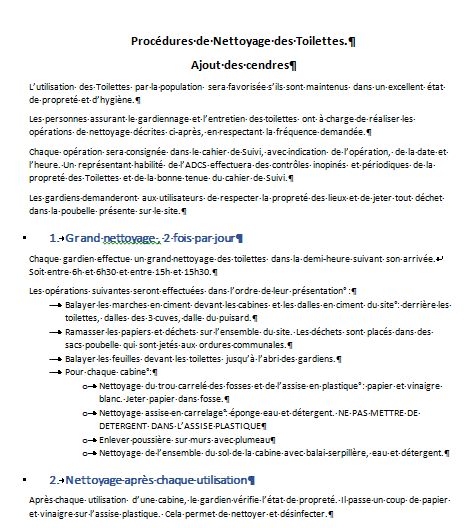 Procédures de Nettoyage des Toilettes.
Ajout des cendres
L'utilisation des Toilettes par la population sera favorisée s'ils sont maintenus dans un excellent état
de propreté et d'hygiène.
Les personnes assurant le gardiennage et l'entretien des toilettes ont à charge de réaliser les
opérations de nettoyage décrites ci-après, en respectant la fréquence demandée.
Chaque opération sera consignée dans le cahier de Suivi, avec indication de l'opération, de la date et
l'heure. Un représentant habilité de l'ADCS effectuera des contrôles inopinés et périodiques de la
propreté des Toilettes et de la bonne tenue du cahier de Suivi.
Les gardiens demanderont aux utilisateurs de respecter la propreté des lieux et de jeter tout déchet
dans la poubelle présente sur le site.
1. Grand nettoyage, 2 fois par jour
Chaque gardien effectue un grand nettoyage des toilettes dans la demi-heure suivant son arrivée.
Soit entre 6h et 6h30 et entre 15h et 15h30.
Les opérations suivantes seront effectuées dans l'ordre de leur présentation :
Balayer les marches en ciment devant les cabines et les dalles en ciment du site : derrière les
toilettes, dalles des 3 cuves, dalle du puisard.
Ramasser les papiers et déchets sur l'ensemble du site. Les déchets sont placés dans des
sacs poubelle qui sont jetés aux ordures communales.
Balayer les feuilles devant les toilettes jusqu'à l'abri des gardiens.
Pour chaque cabine :
Nettoyage du trou carrelé des fosses et de l'assise en plastique : papier et vinaigre
blanc. Jeter papier dans fosse.
Nettoyage assise en carrelage : éponge eau et détergent. NE PAS METTRE DE
DETERGENT DANS L'ASSISE PLASTIQUE
Enlever poussière sur murs avec plumeau
Nettoyage de l'ensemble du sol de la cabine avec balai serpillère, eau et détergent.
2. Nettoyage après chaque utilisation
Après chaque utilisation d'une cabine, le gardien vérifie l'état de propreté. Il passe un coup de papier
et vinaigre sur l'assise plastique. Cela permet de nettoyer et désinfecter.